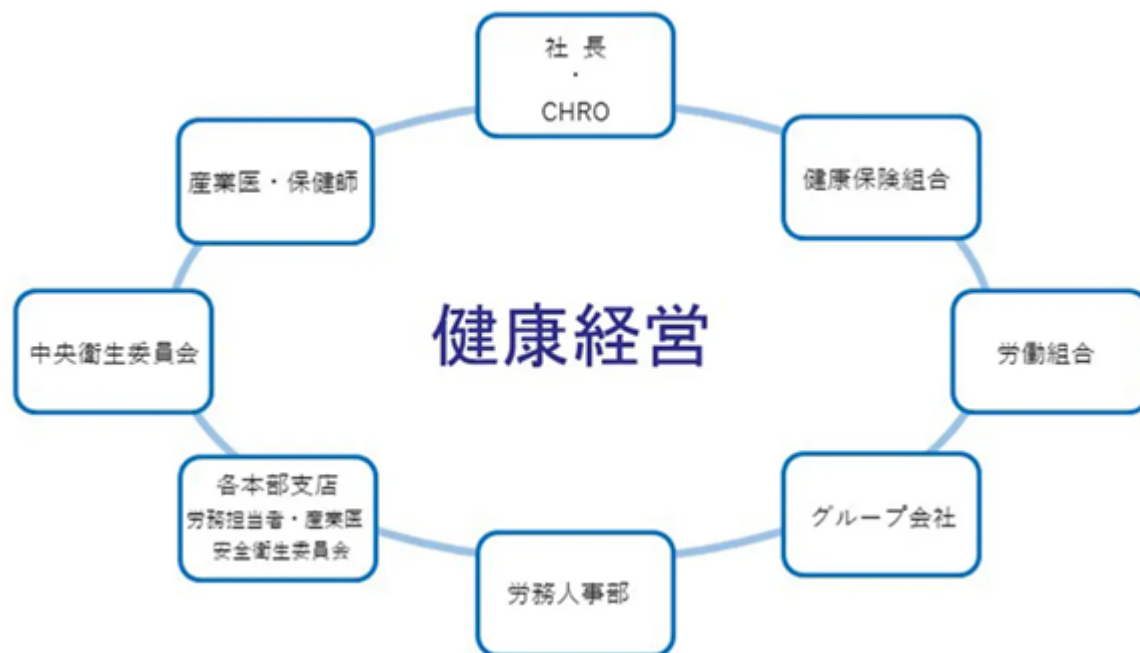 社 長
・
CHRO
産業医・保健師
健康保険組合
健康経営
中央衛生委員会
労働組合
各本部支店
労務担当者・産業医
安全衛生委員会
グループ会社
労務人事部